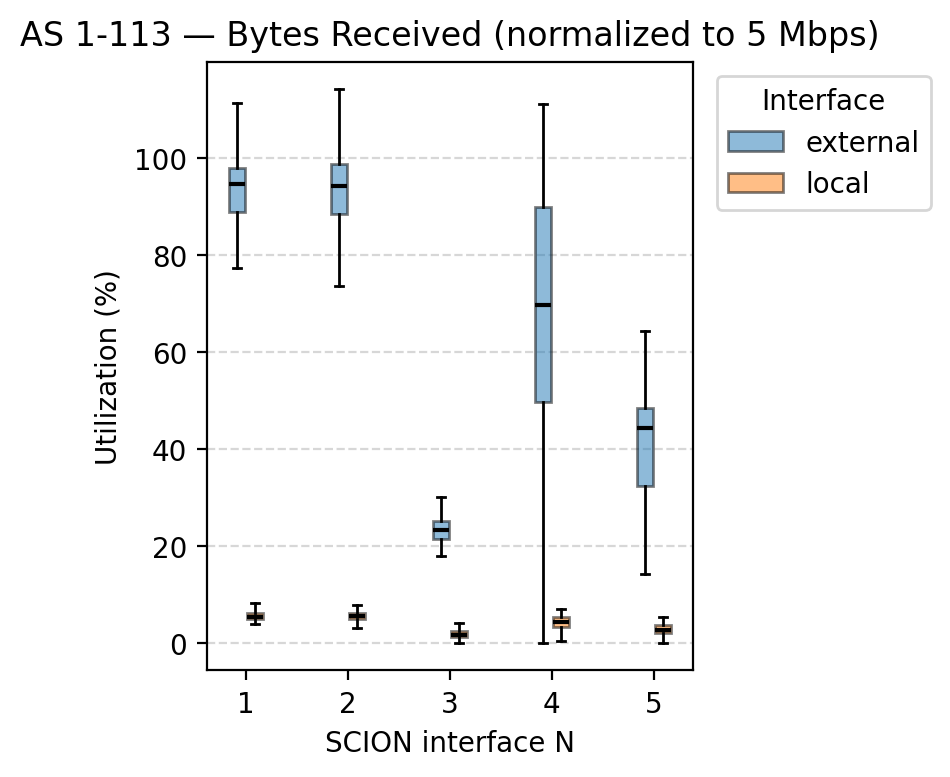 AS 1-113 — Bytes Received (normalized to 5 Mbps)
Interface
external
local
Utilization (%)
100
80
60
40
20
0
1 2 3 4 5
SCION interface N